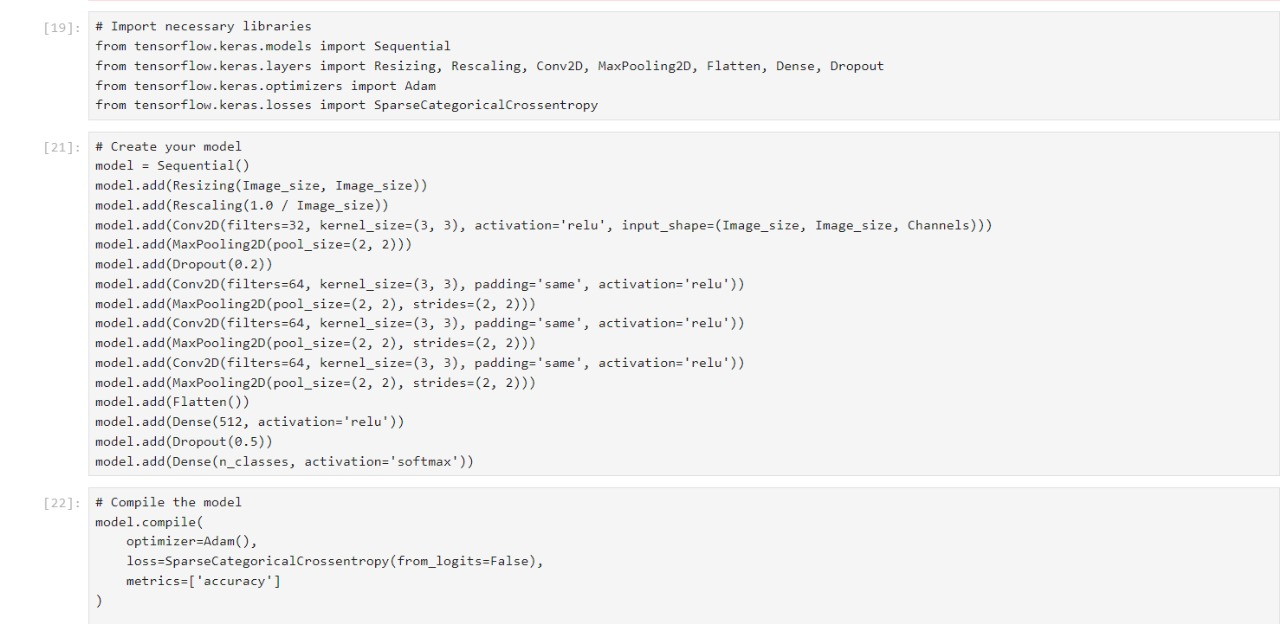 [19]: # Import necessary libraries
from tensorflow.keras.models import Sequential
from tensorflow.keras.layers import Resizing, Rescaling, Conv2D, MaxPooling2D, Flatten, Dense, Dropout
from tensorflow.keras.optimizers import Adam
from tensorflow.keras.losses import SparseCategoricalCrossentropy
[21]: # Create your model
model = Sequential()
model.add(Resizing(Image_size, Image_size))
model.add(Rescaling(1.0 / Image_size))
model.add(Conv2D(filters=32, kernel_size=(3, 3), activation='relu', input_shape=(Image_size, Image_size, Channels)))
model.add(MaxPooling2D(pool_size=(2, 2)))
model.add(Dropout(0.2))
model.add(Conv2D(filters=64, kernel_size=(3, 3), padding='same', activation='relu'))
model.add(MaxPooling2D(pool_size=(2, 2), strides=(2, 2)))
model.add(Conv2D(filters=64, kernel_size=(3, 3), padding='same', activation='relu'))
model.add(MaxPooling2D(pool_size=(2, 2), strides=(2, 2)))
model.add(Conv2D(filters=64, kernel_size=(3, 3), padding='same', activation='relu'))
model.add(MaxPooling2D(pool_size=(2, 2), strides=(2, 2)))
model.add(Flatten())
model.add(Dense(512, activation='relu'))
model.add(Dropout(0.5))
model.add(Dense(n_classes, activation='softmax'))
[22]: # Compile the model
model.compile(
    optimizer=Adam(),
    loss=SparseCategoricalCrossentropy(from_logits=False),
    metrics=['accuracy']
)